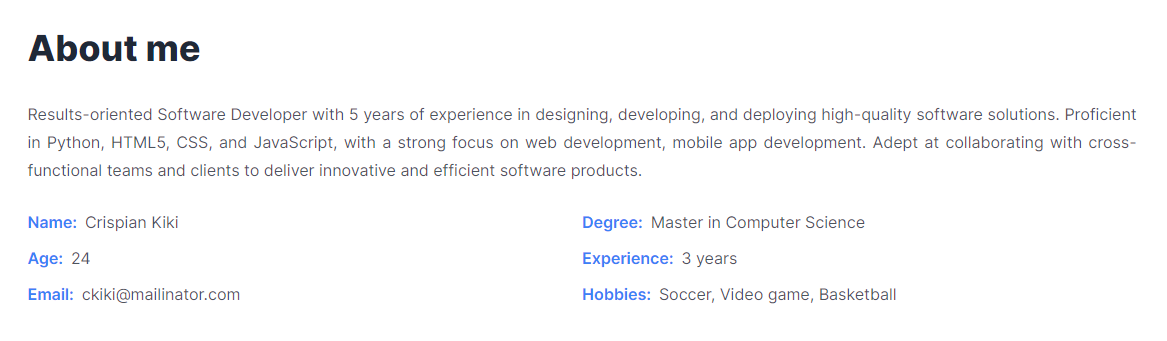 About me
Results-oriented Software Developer with 5 years of experience in designing, developing, and deploying high-quality software solutions. Proficient
in Python, HTML5, CSS, and JavaScript, with a strong focus on web development, mobile app development. Adept at collaborating with cross-
functional teams and clients to deliver innovative and efficient software products.
Name: Crispian Kiki
Age: 24
Email: ckiki@mailinator.com
Degree: Master in Computer Science
Experience: 3 years
Hobbies: Soccer, Video game, Basketball